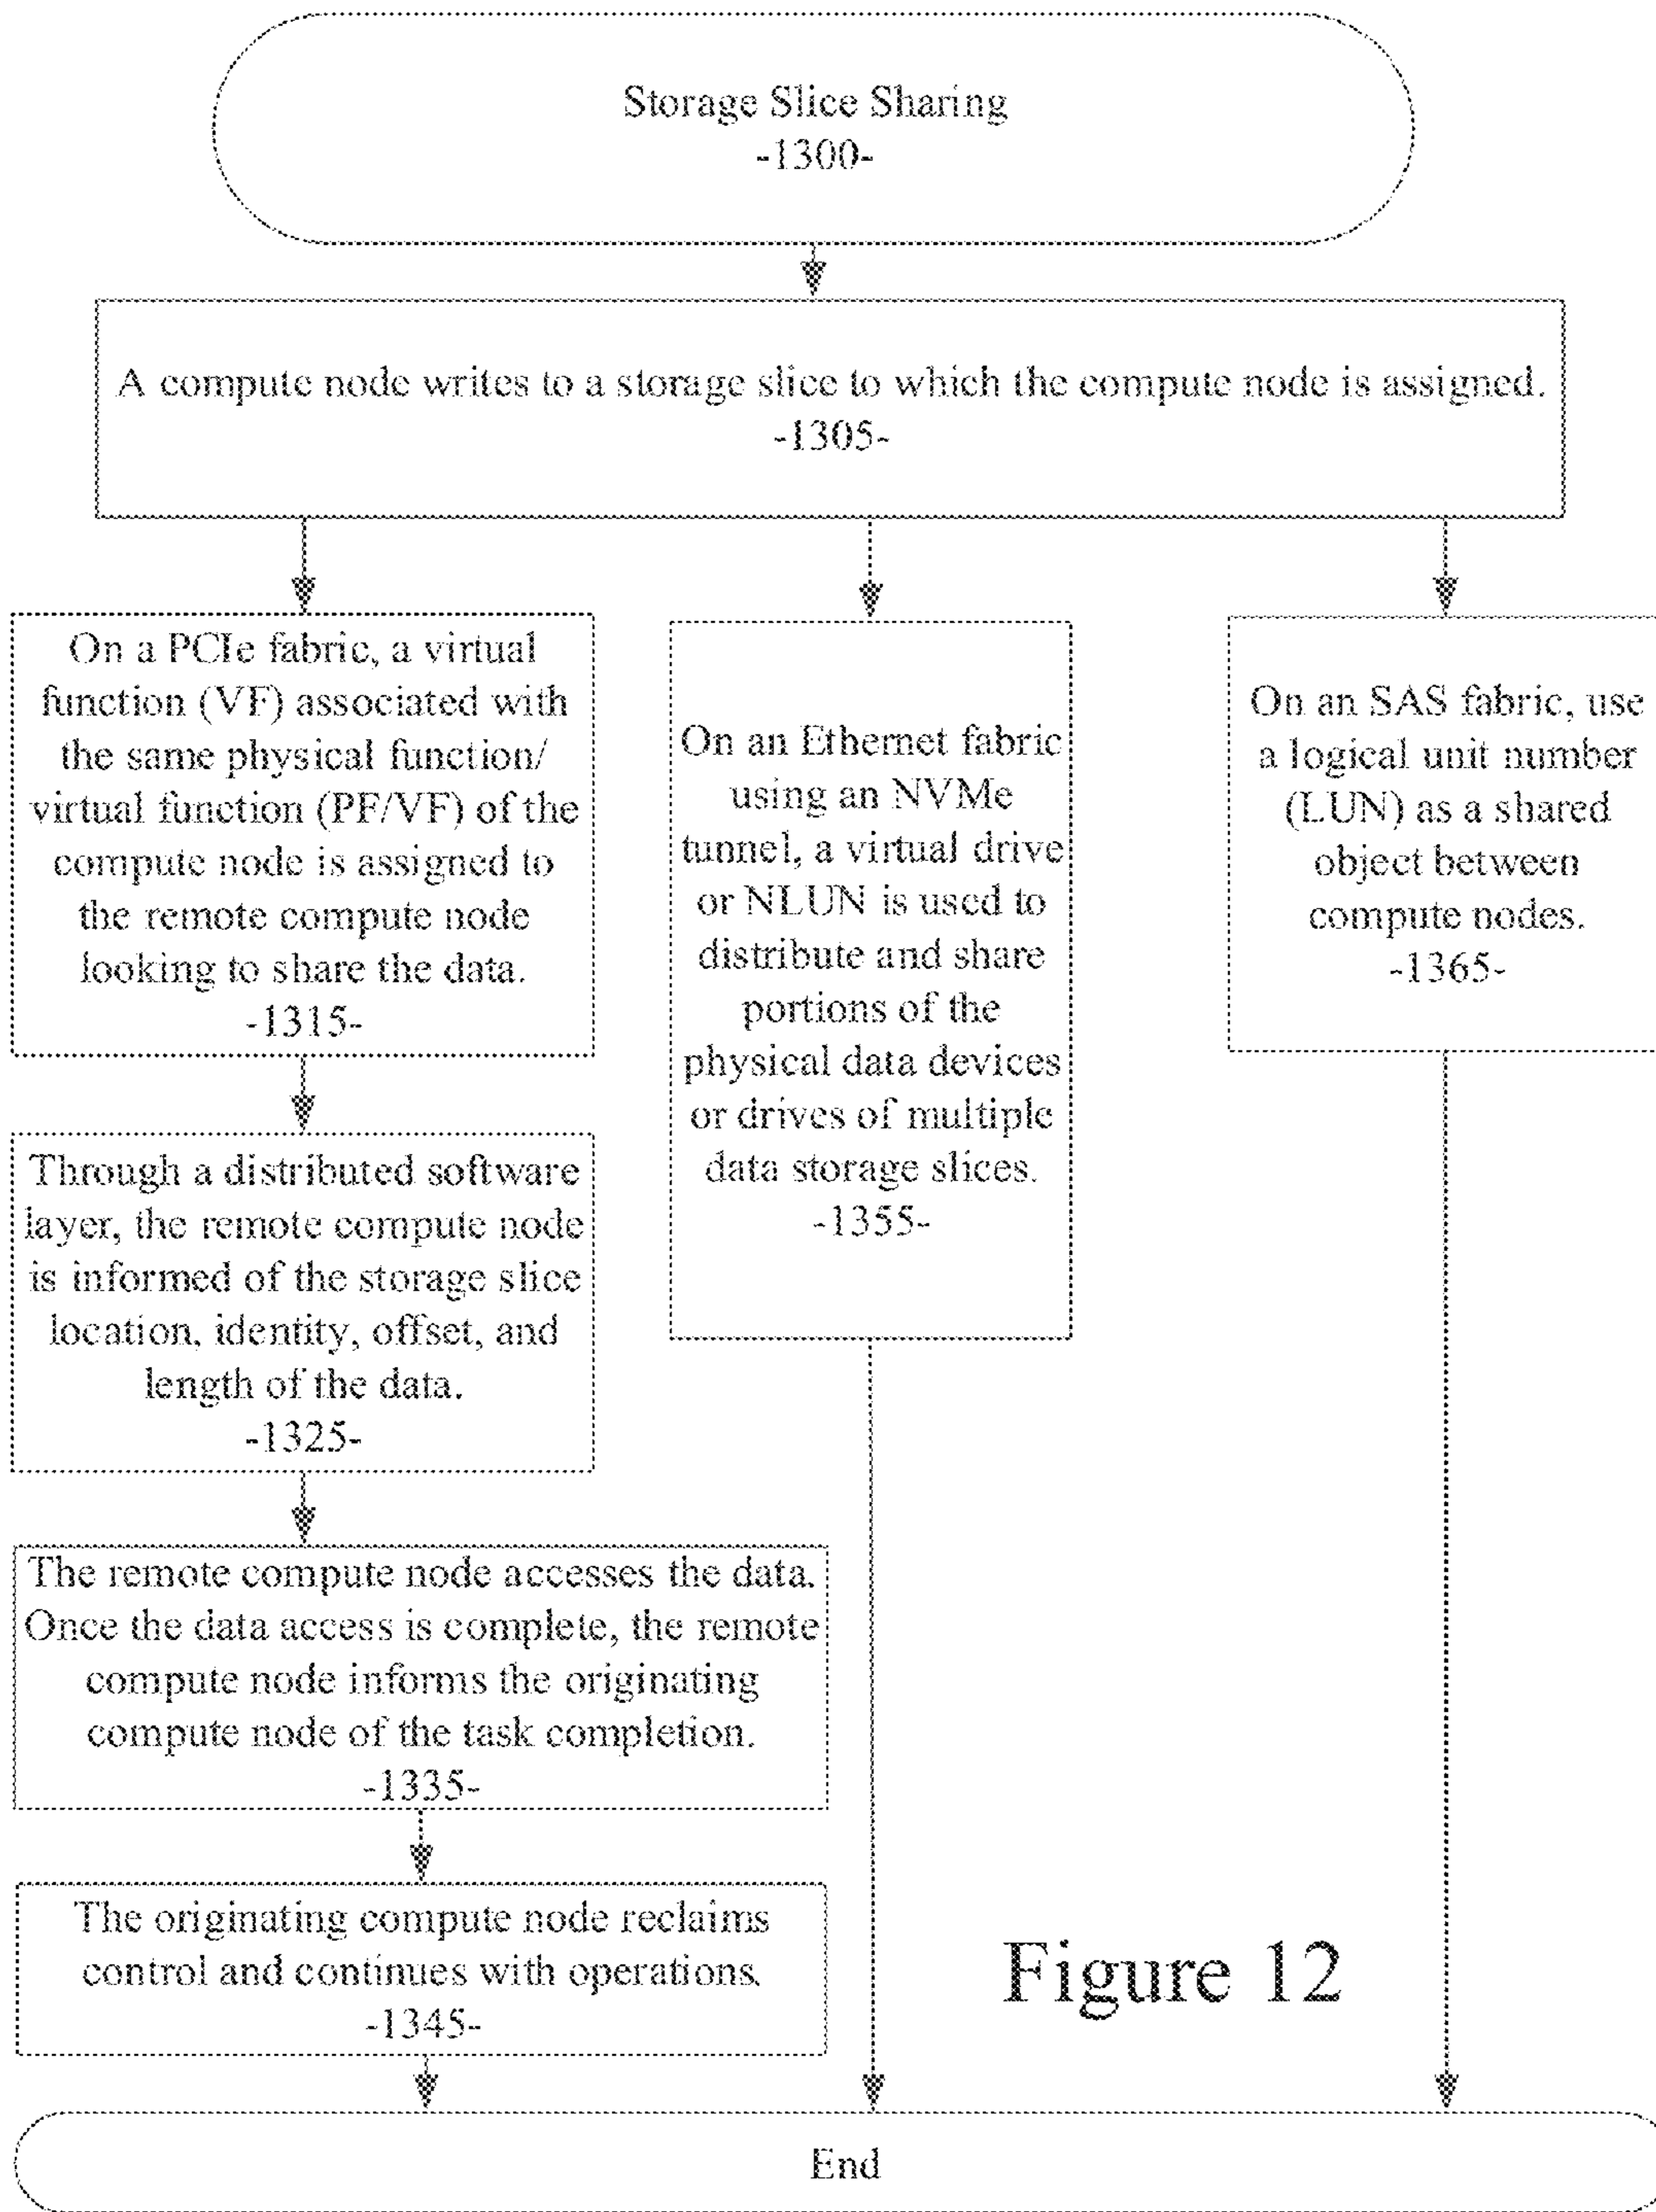 Storage Slice Sharing
-1300-
A compute node writes to a storage slice to which the compute node is assigned.
-1305-
On a PCIe fabric, a virtual
function (VF) associated with
the same physical function/
virtual function (PF/VF) of the
compute node is assigned to
the remote compute node
looking to share the data.
-1315-
Through a distributed software
layer, the remote compute node
is informed of the storage slice
location, identity, offset, and
length of the data.
-1325-
The remote compute node accesses the data.
Once the data access is complete, the remote
compute node informs the originating
compute node of the task completion.
-1335-
The originating compute node reclaims
control and continues with operations.
-1345-
On an Ethernet fabric
using an NVMe
tunnel, a virtual drive
or NLUN is used to
distribute and share
portions of the
physical data devices
or drives of multiple
data storage slices.
-1355-
On an SAS fabric, use
a logical unit number
(LUN) as a shared
object between
compute nodes.
-1365-
Figure 12
End